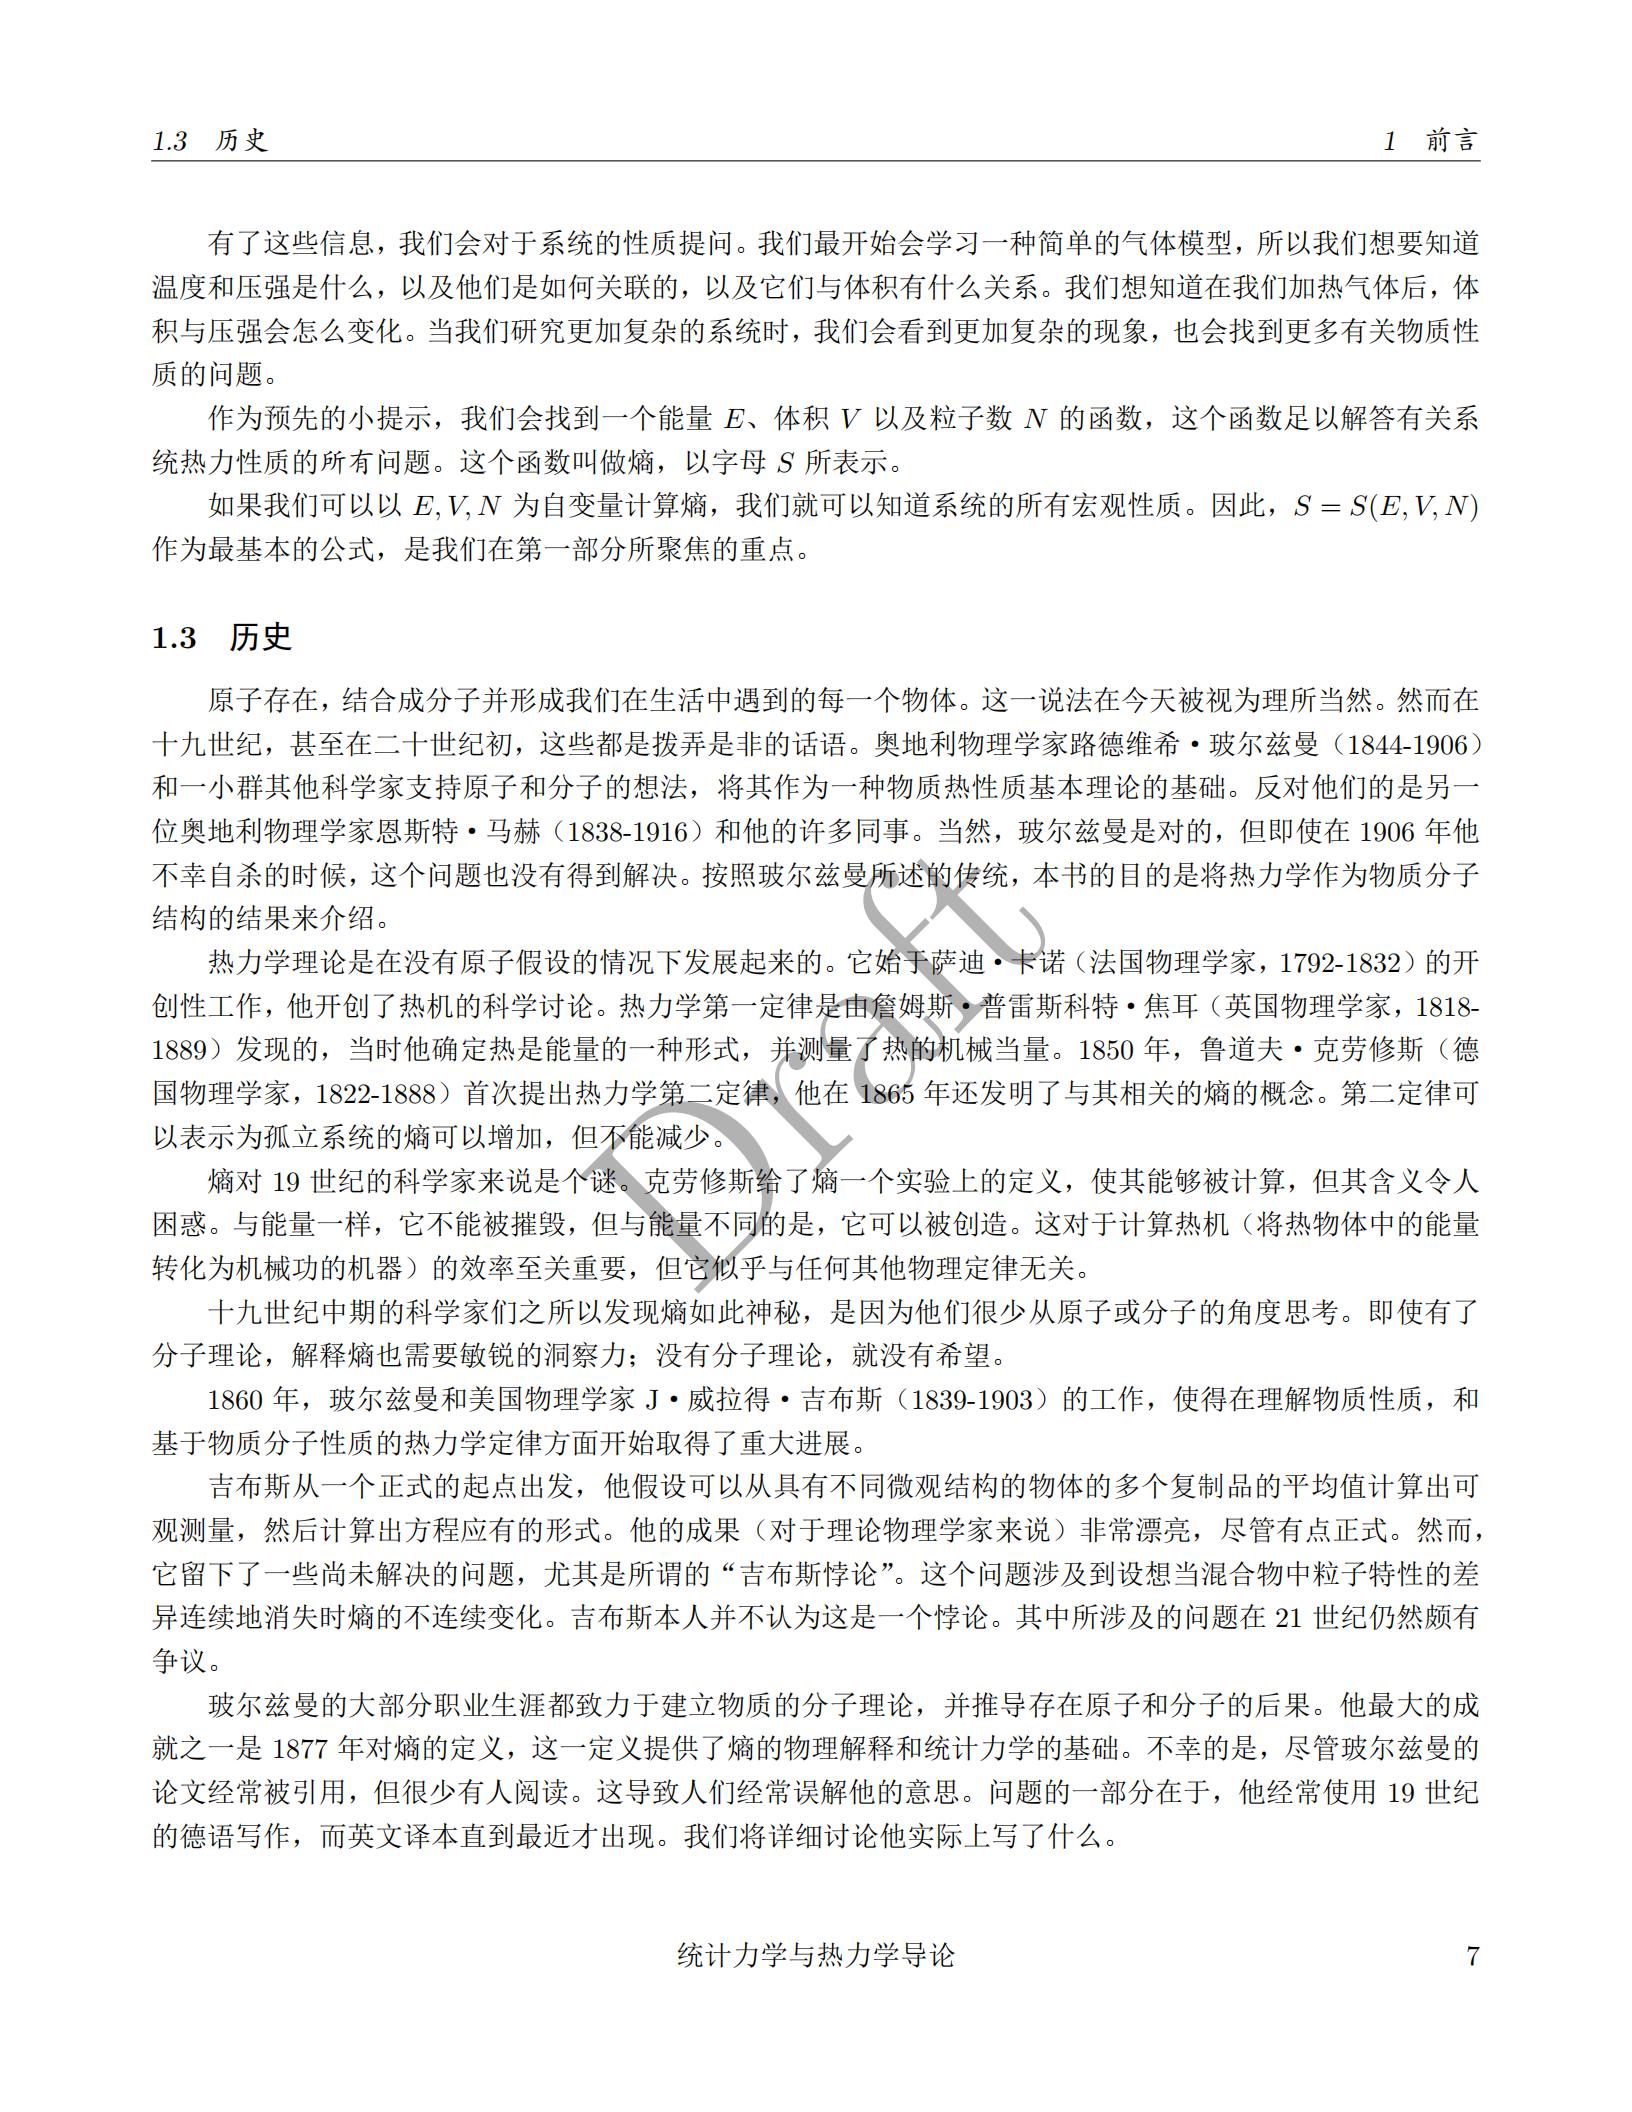 1.3 历史 1 前言
有了这些信息，我们会对于系统的性质提问。我们最开始会学习一种简单的气体模型，所以我们想要知道
温度和压强是什么，以及他们是如何关联的，以及它们与体积有什么关系。我们想知道在我们加热气体后，体
积与压强会怎么变化。当我们研究更加复杂的系统时，我们会看到更加复杂的现象，也会找到更多有关物质性
质的问题。
作为预先的小提示，我们会找到一个能量 E、体积 V 以及粒子数 N 的函数，这个函数足以解答有关系
统热力性质的所有问题。这个函数叫做熵，以字母 S 所表示。
如果我们可以以 E, V, N 为自变量计算熵，我们就可以知道系统的所有宏观性质。因此，S = S(E, V, N)
作为最基本的公式，是我们在第一部分所聚焦的重点。
1.3 历史
原子存在，结合成分子并形成我们在生活中遇到的每一个物体。这一说法在今天被视为理所当然。然而在
十九世纪，甚至在二十世纪初，这些都是拨弄是非的话语。奥地利物理学家路德维希·玻尔兹曼（1844-1906）
和一小群其他科学家支持原子和分子的想法，将其作为一种物质热性质基本理论的基础。反对他们的是另一
位奥地利物理学家恩斯特·马赫（1838-1916）和他的许多同事。当然，玻尔兹曼是对的，但即使在 1906 年他
不幸自杀的时候，这个问题也没有得到解决。按照玻尔兹曼所述的传统，本书的目的是将热力学作为物质分子
结构的结果来介绍。
热力学理论是在没有原子假设的情况下发展起来的。它始于萨迪·卡诺（法国物理学家，1792-1832）的开
创性工作，他开创了热机的科学讨论。热力学第一定律是由詹姆斯·普雷斯科特·焦耳（英国物理学家，1818-
1889）发现的，当时他确定热是能量的一种形式，并测量了热的机械当量。1850 年，鲁道夫·克劳修斯（德
国物理学家，1822-1888）首次提出热力学第二定律，他在 1865 年还发明了与其相关的熵的概念。第二定律可
以表示为孤立系统的熵可以增加，但不能减少。
熵对 19 世纪的科学家来说是个谜。克劳修斯给了熵一个实验上的定义，使其能够被计算，但其含义令人
困惑。与能量一样，它不能被摧毁，但与能量不同的是，它可以被创造。这对于计算热机（将热物体中的能量
转化为机械功的机器）的效率至关重要，但它似乎与任何其他物理定律无关。
十九世纪中期的科学家们之所以发现熵如此神秘，是因为他们很少从原子或分子的角度思考。即使有了
分子理论，解释熵也需要敏锐的洞察力；没有分子理论，就没有希望。
1860 年，玻尔兹曼和美国物理学家 J·威拉得·吉布斯（1839-1903）的工作，使得在理解物质性质，和
基于物质分子性质的热力学定律方面开始取得了重大进展。
吉布斯从一个正式的起点出发，他假设可以从具有不同微观结构的物体的多个复制品的平均值计算出可
观测量，然后计算出方程应有的形式。他的成果（对于理论物理学家来说）非常漂亮，尽管有点正式。然而，
它留下了一些尚未解决的问题，尤其是所谓的“吉布斯悖论”。这个问题涉及到设想当混合物中粒子特性的差
异连续地消失时熵的不连续变化。吉布斯本人并不认为这是一个悖论。其中所涉及的问题在 21 世纪仍然颇有
争议。
玻尔兹曼的大部分职业生涯都致力于建立物质的分子理论，并推导存在原子和分子的后果。他最大的成
就之一是 1877 年对熵的定义，这一定义提供了熵的物理解释和统计力学的基础。不幸的是，尽管玻尔兹曼的
论文经常被引用，但很少有人阅读。这导致人们经常误解他的意思。问题的一部分在于，他经常使用 19 世纪
的德语写作，而英文译本直到最近才出现。我们将详细讨论他实际上写了什么。
Draft
统计力学与热力学导论 7